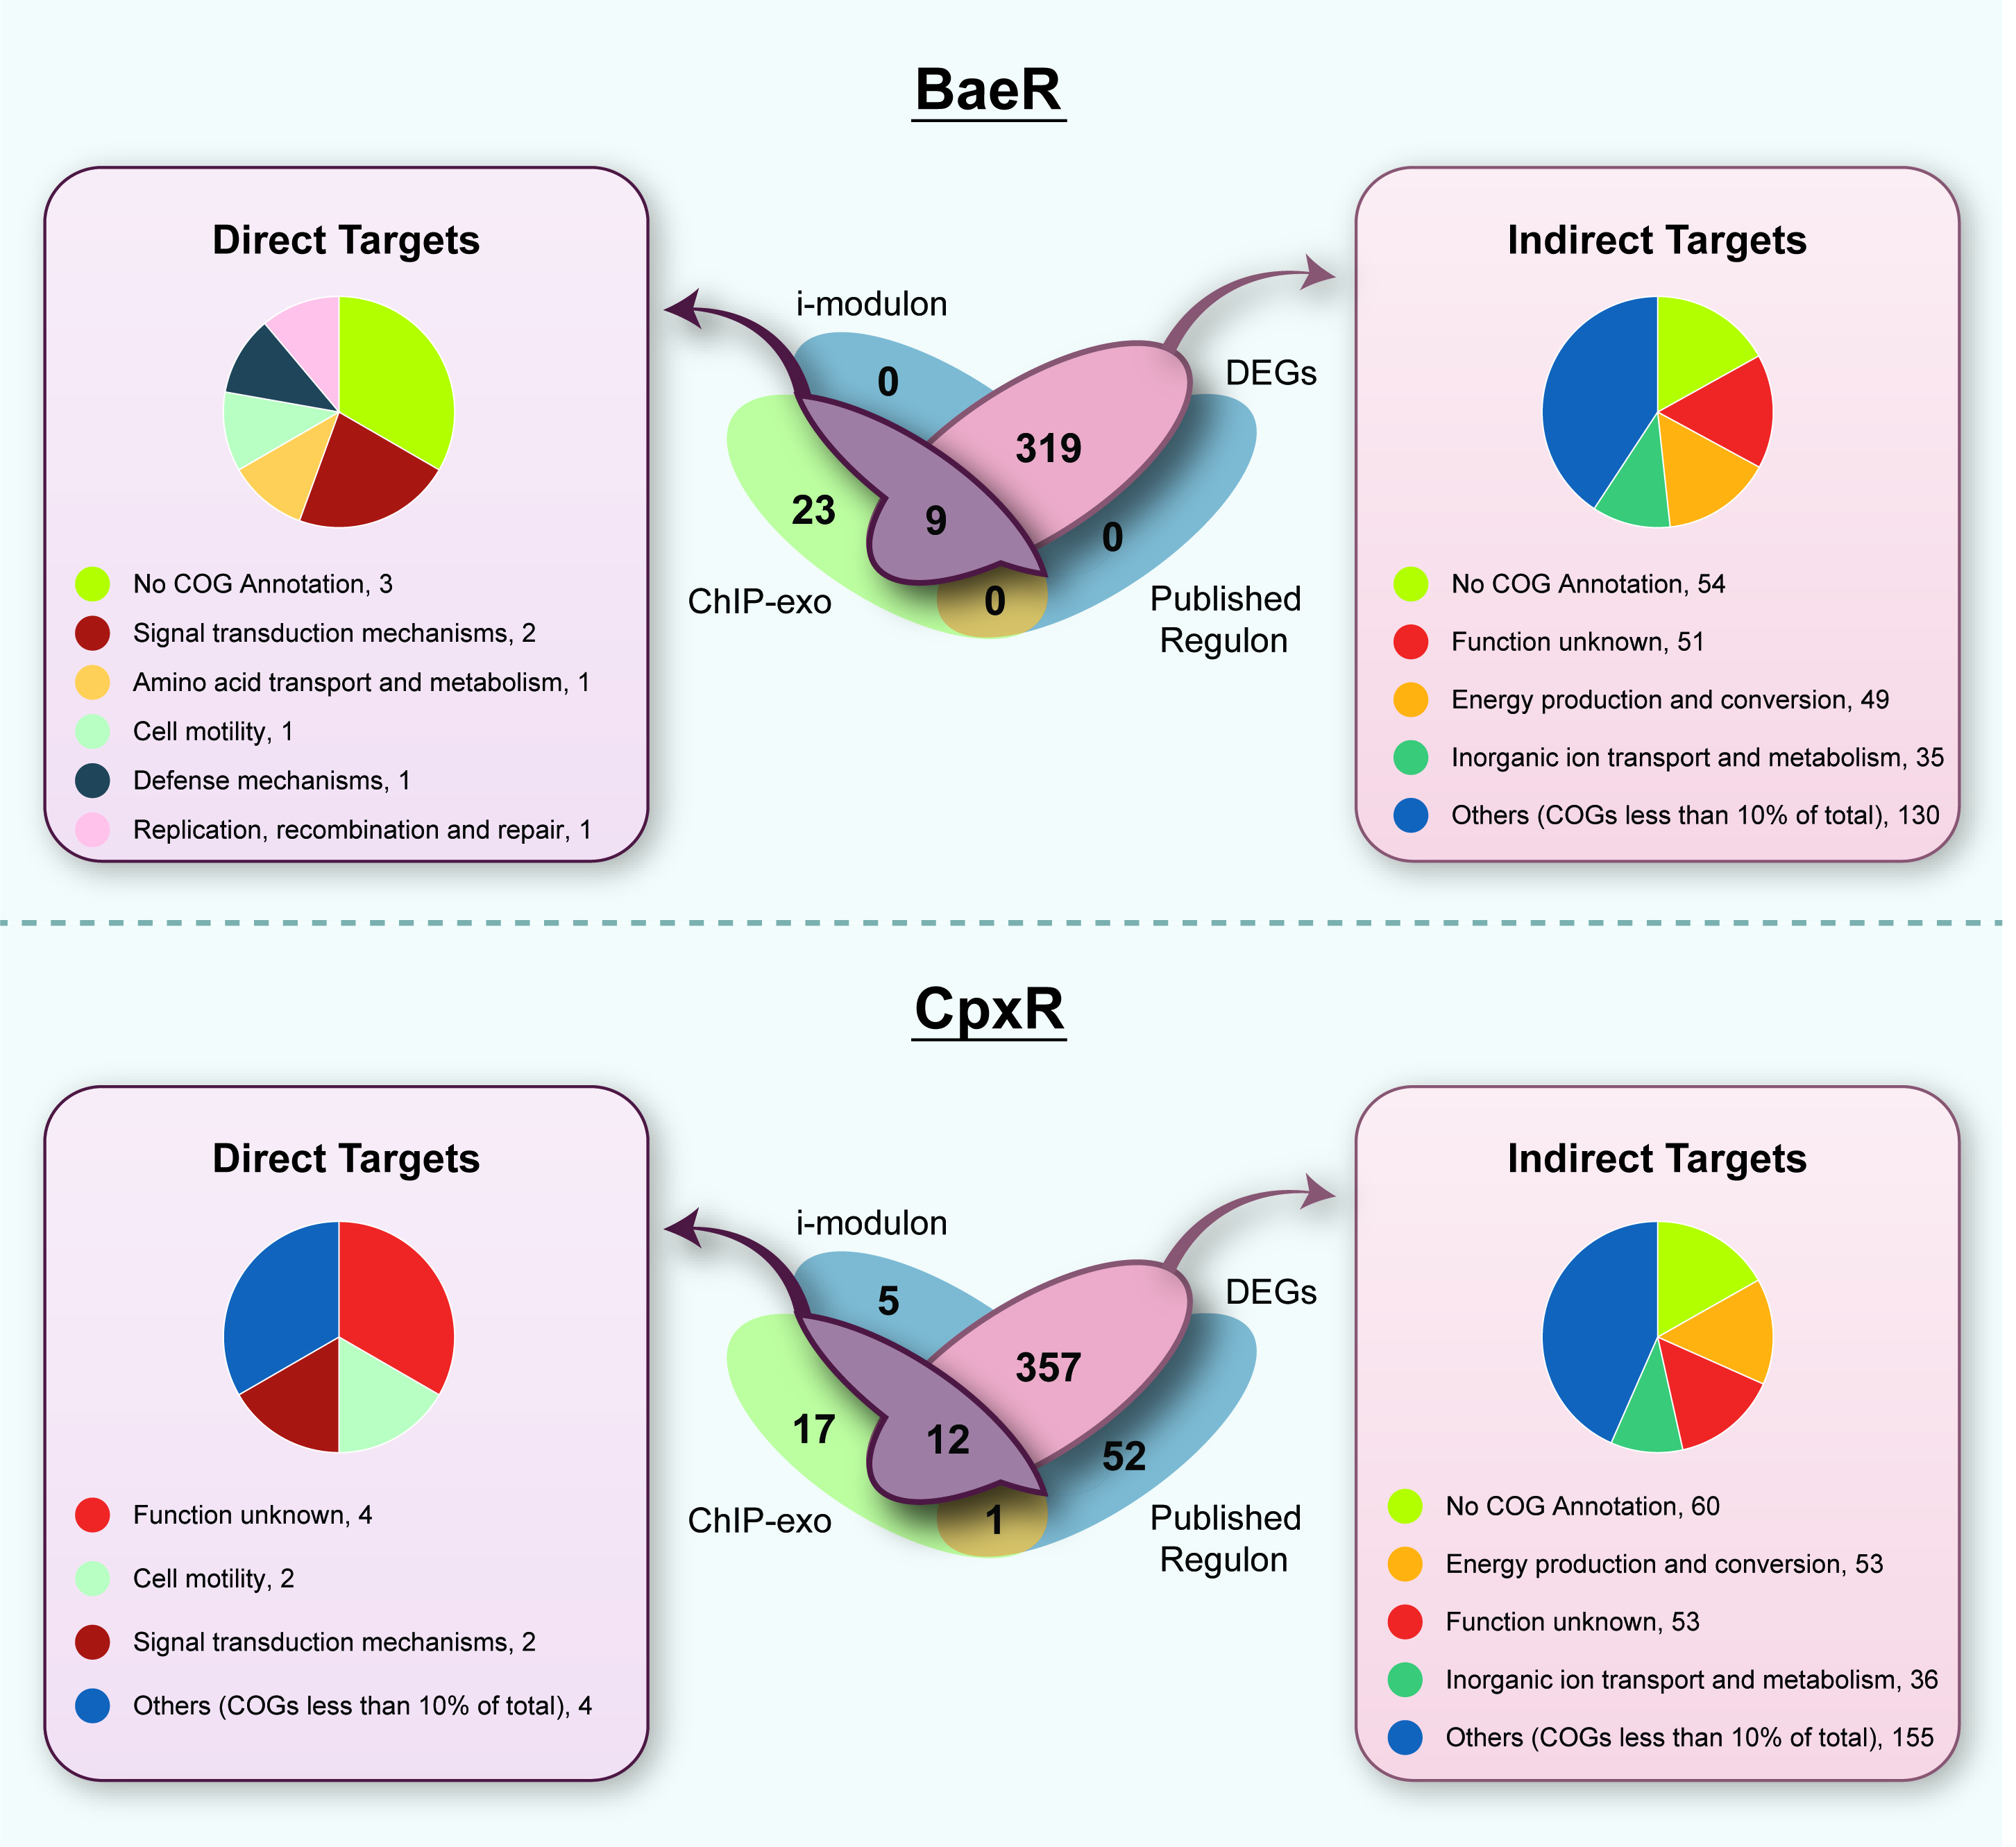 BaeR
Direct Targets
No COG Annotation, 3
Signal transduction mechanisms, 2
Amino acid transport and metabolism, 1
Cell motility, 1
Defense mechanisms, 1
Replication, recombination and repair, 1
i-modulon
0
DEGs
319
23
9
0
ChIP-exo
0
Published
Regulon
Indirect Targets
No COG Annotation, 54
Function unknown, 51
Energy production and conversion, 49
Inorganic ion transport and metabolism, 35
Others (COGs less than 10% of total), 130
CpxR
Direct Targets
Function unknown, 4
Cell motility, 2
Signal transduction mechanisms, 2
Others (COGs less than 10% of total), 4
i-modulon
5
DEGs
357
17
12
52
ChIP-exo
1
Published
Regulon
Indirect Targets
No COG Annotation, 60
Energy production and conversion, 53
Function unknown, 53
Inorganic ion transport and metabolism, 36
Others (COGs less than 10% of total), 155